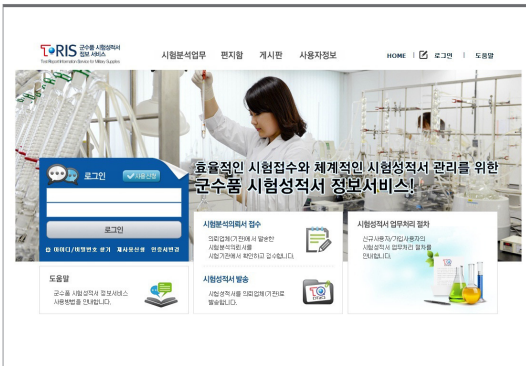 TORIS 군수품 시험성적서
정보 서비스
Test Report Information Service for Military Supplies
시험분석업무 편지함 게시판 사용자정보
HOME 로그인 도움말
로그인 사용신청
로그인
아이디/비밀번호 찾기 재사용신청 인증서변경
효율적인 시험접수와 체계적인 시험성적서 관리를 위한
군수품 시험성적서 정보서비스!
시험분석의뢰서 접수
의뢰업체(기관)에서 발송한
시험분석의뢰서를
시험기관에서 확인하고 접수합니다.
시험성적서 업무처리 절차
신규사용자/기업사용자의
시험성적서 업무처리 절차를
안내합니다.
도움말
군수품 시험성적서 정보서비스
사용방법을 안내합니다.
시험성적서 발송
시험성적서를 의뢰업체(기관)로
발송합니다.